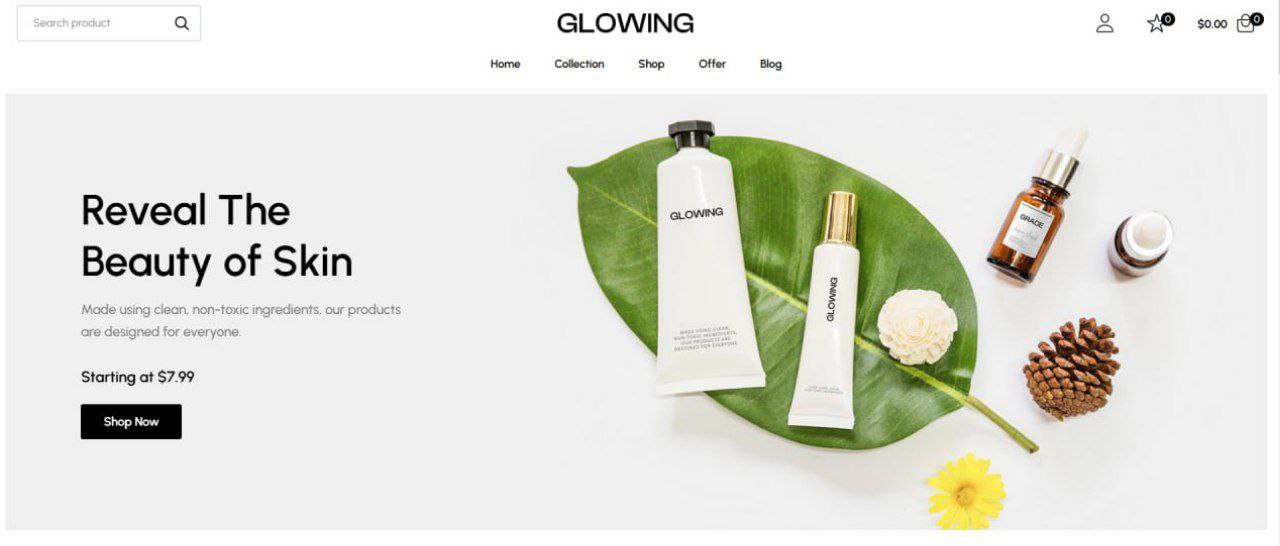 Search product
GLOWING
0
$0.00
0
Home
Collection
Shop
Offer
Blog
Reveal The
Beauty of Skin
Made using clean, non-toxic ingredients, our products
are designed for everyone.
Starting at $7.99
Shop Now
GLOWING
MADE USING CLEAN,
NON-TOXIC INGREDIENTS,
OUR PRODUCTS ARE
DESIGNED FOR EVERYONE
GLOWING
GRACE